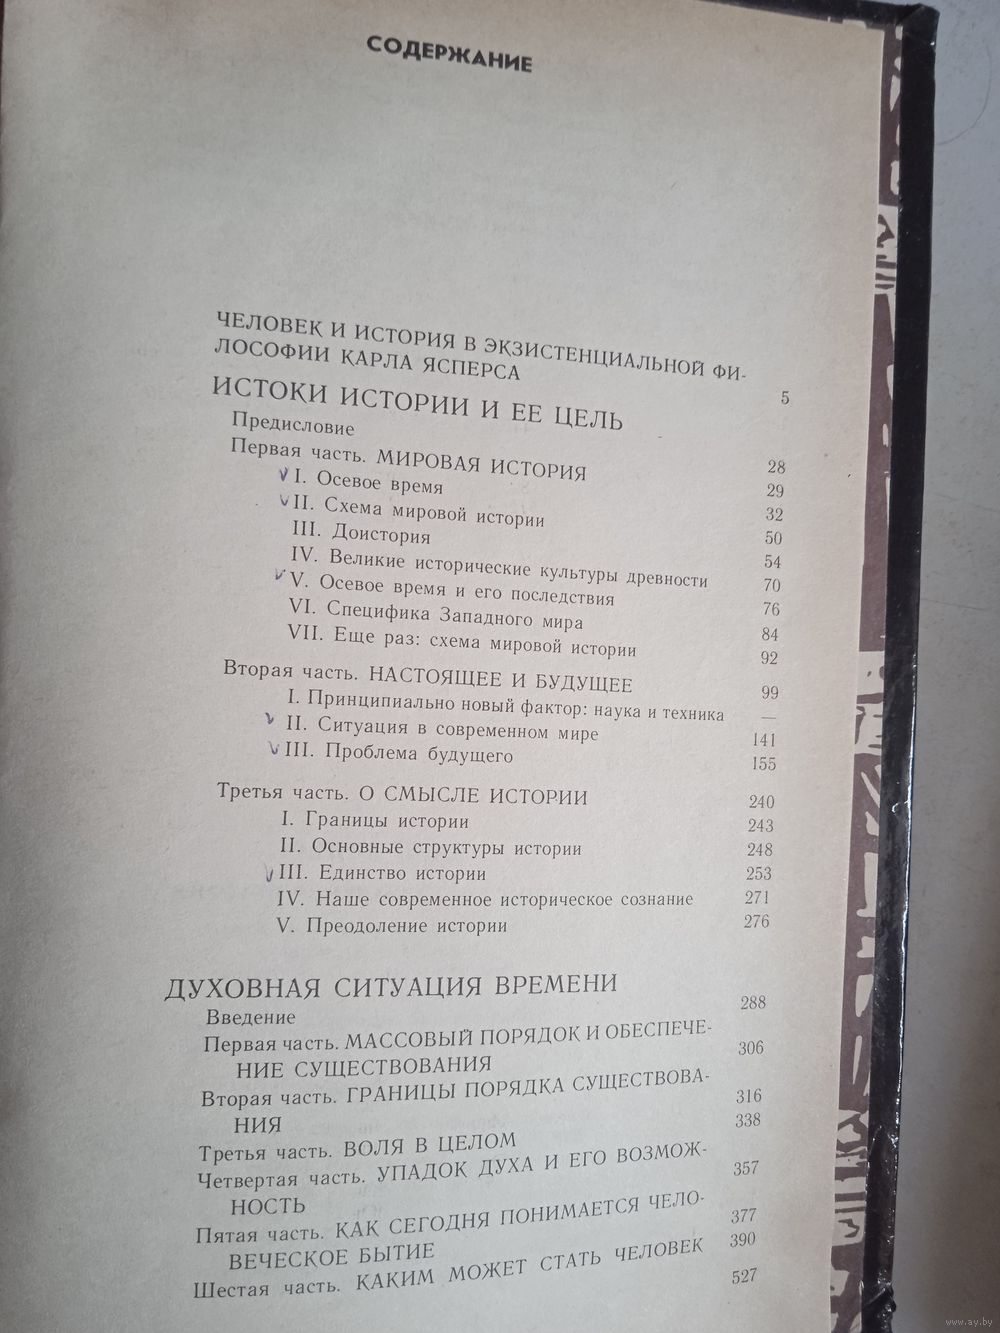 СОДЕРЖАНИЕ
ЧЕЛОВЕК И ИСТОРИЯ В ЭКЗИСТЕНЦИАЛЬНОЙ ФИ-
ЛОСОФИИ КАРЛА ЯСПЕРСА 5
ИСТОКИ ИСТОРИИ И ЕЕ ЦЕЛЬ
Предисловие 28
Первая часть. МИРОВАЯ ИСТОРИЯ 29
I. Осевое время 32
II. Схема мировой истории 50
III. Доистория 54
IV. Великие исторические культуры древности 70
V. Осевое время и его последствия 76
VI. Специфика Западного мира 84
VII. Еще раз: схема мировой истории 92
Вторая часть. НАСТОЯЩЕЕ И БУДУЩЕЕ 99
I. Принципиально новый фактор: наука и техника —
II. Ситуация в современном мире 141
III. Проблема будущего 155
Третья часть. О СМЫСЛЕ ИСТОРИИ 240
I. Границы истории 243
II. Основные структуры истории 248
III. Единство истории 253
IV. Наше современное историческое сознание 271
V. Преодоление истории 276
ДУХОВНАЯ СИТУАЦИЯ ВРЕМЕНИ
Введение 288
Первая часть. МАССОВЫЙ ПОРЯДОК И ОБЕСПЕЧЕ-
НИЕ СУЩЕСТВОВАНИЯ 306
Вторая часть. ГРАНИЦЫ ПОРЯДКА СУЩЕСТВОВА-
НИЯ 316
Третья часть. ВОЛЯ В ЦЕЛОМ 338
Четвертая часть. УПАДОК ДУХА И ЕГО ВОЗМОЖ-
НОСТЬ 357
Пятая часть. КАК СЕГОДНЯ ПОНИМАЕТСЯ ЧЕЛО-
ВЕЧЕСКОЕ БЫТИЕ 377
Шестая часть. КАКИМ МОЖЕТ СТАТЬ ЧЕЛОВЕК 390
527
www.ay.by